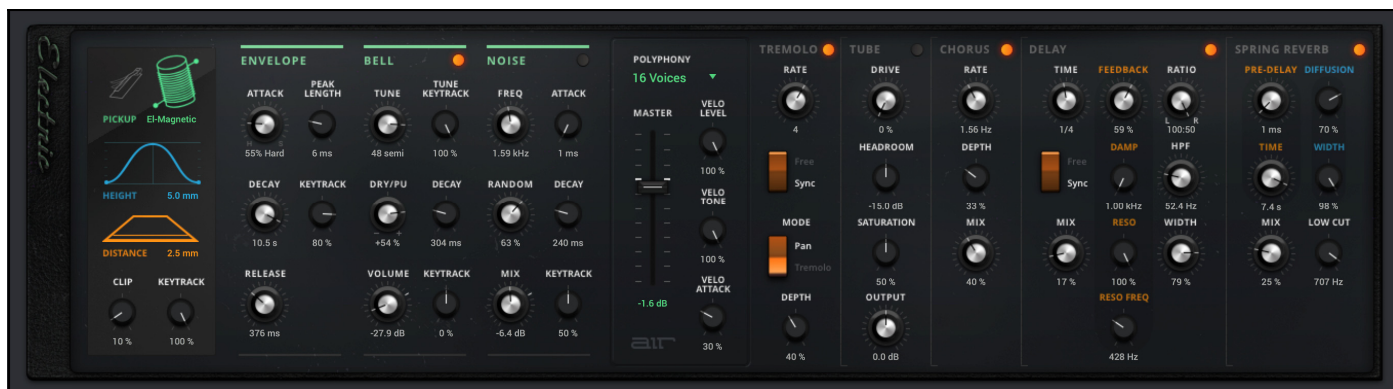 Electric
PICKUP El-Magnetic
HEIGHT 5.0 mm
DISTANCE 2.5 mm
CLIP KEYTRACK
10 % 100 %
ENVELOPE
ATTACK PEAK LENGTH
H S
55% Hard 6 ms
DECAY KEYTRACK
10.5 s 80 %
RELEASE
376 ms
BELL
TUNE TUNE KEYTRACK
48 semi 100 %
DRY/PU DECAY
− +
+54 % 304 ms
VOLUME KEYTRACK
-27.9 dB 0 %
NOISE
FREQ ATTACK
1.59 kHz 1 ms
RANDOM DECAY
63 % 240 ms
MIX KEYTRACK
-6.4 dB 50 %
POLYPHONY
16 Voices
MASTER
-1.6 dB
VELO
LEVEL
100 %
VELO
TONE
100 %
VELO
ATTACK
30 %
air
TREMOLO
RATE
4
Free
Sync
MODE
Pan
Tremolo
DEPTH
40 %
TUBE
DRIVE
0 %
HEADROOM
-15.0 dB
SATURATION
50 %
OUTPUT
0.0 dB
CHORUS
RATE
1.56 Hz
DEPTH
33 %
MIX
40 %
DELAY
TIME FEEDBACK RATIO
L R
1/4 59 % 100:50
Free
Sync
DAMP HPF
1.00 kHz 52.4 Hz
MIX RESO WIDTH
17 % 100 % 79 %
RESO FREQ
428 Hz
SPRING REVERB
PRE-DELAY DIFFUSION
1 ms 70 %
TIME WIDTH
7.4 s 98 %
MIX LOW CUT
25 % 707 Hz